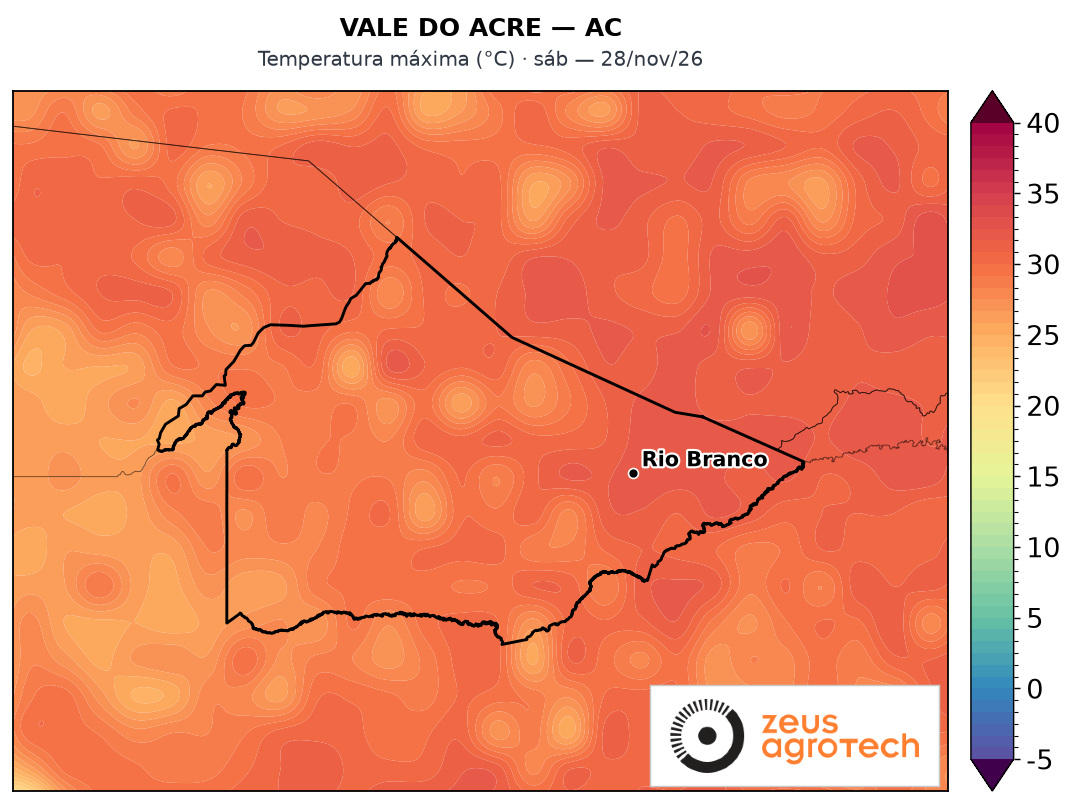 VALE DO ACRE — AC
Temperatura máxima (°C) · sáb — 28/nov/26
40
35
30
25
20
15
10
5
0
-5
Rio Branco
zeus
agrotech